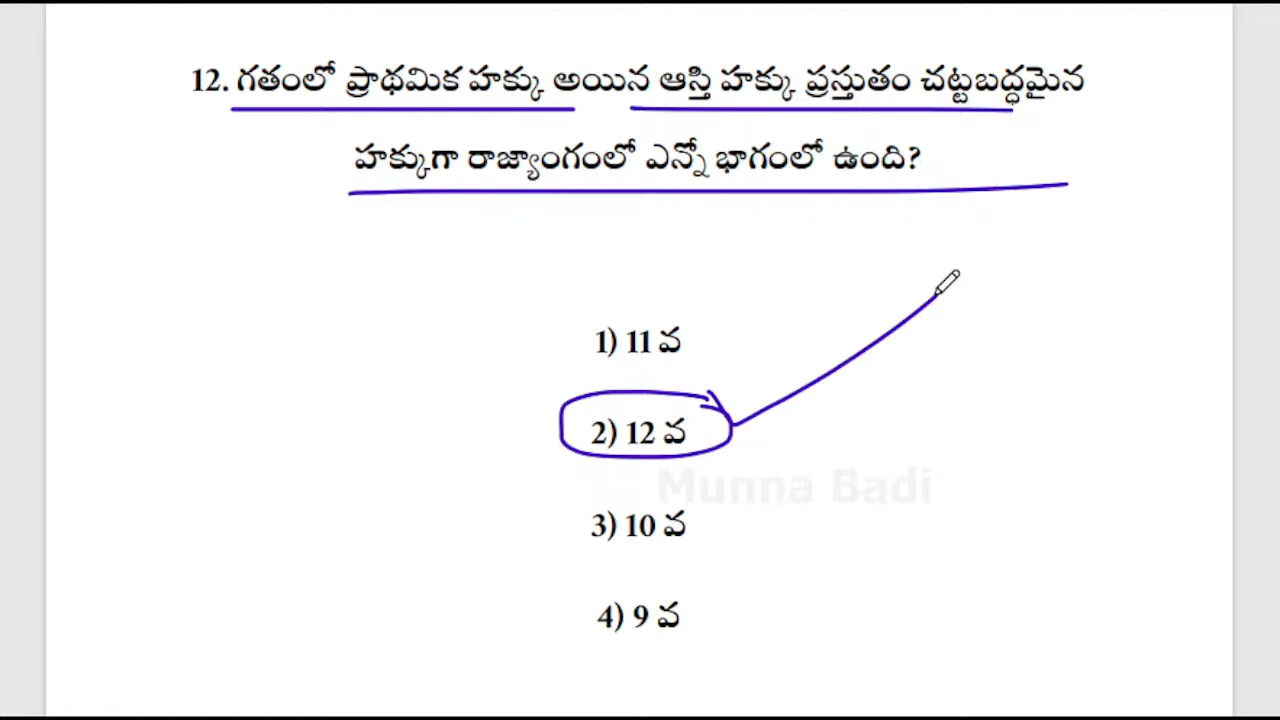 12. గతంలో ప్రాథమిక హక్కు అయిన ఆస్తి హక్కు ప్రస్తుతం చట్టబద్ధమైన
హక్కుగా రాజ్యాంగంలో ఎన్నో భాగంలో ఉంది?
1) 11 వ
2) 12 వ
Munna Badi
3) 10 వ
4) 9 వ